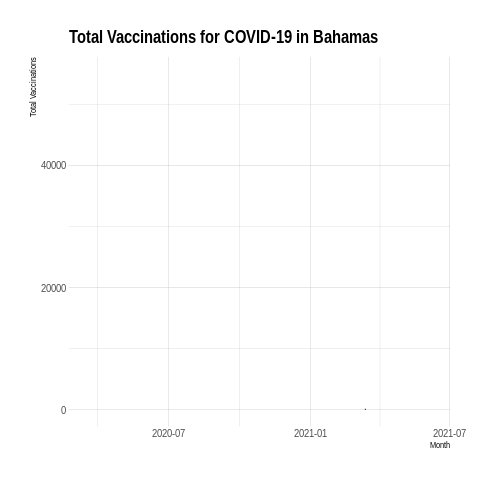 Total Vaccinations for COVID-19 in Bahamas
Total Vaccinations
40000
20000
0
2020-07 2021-01 2021-07
Month